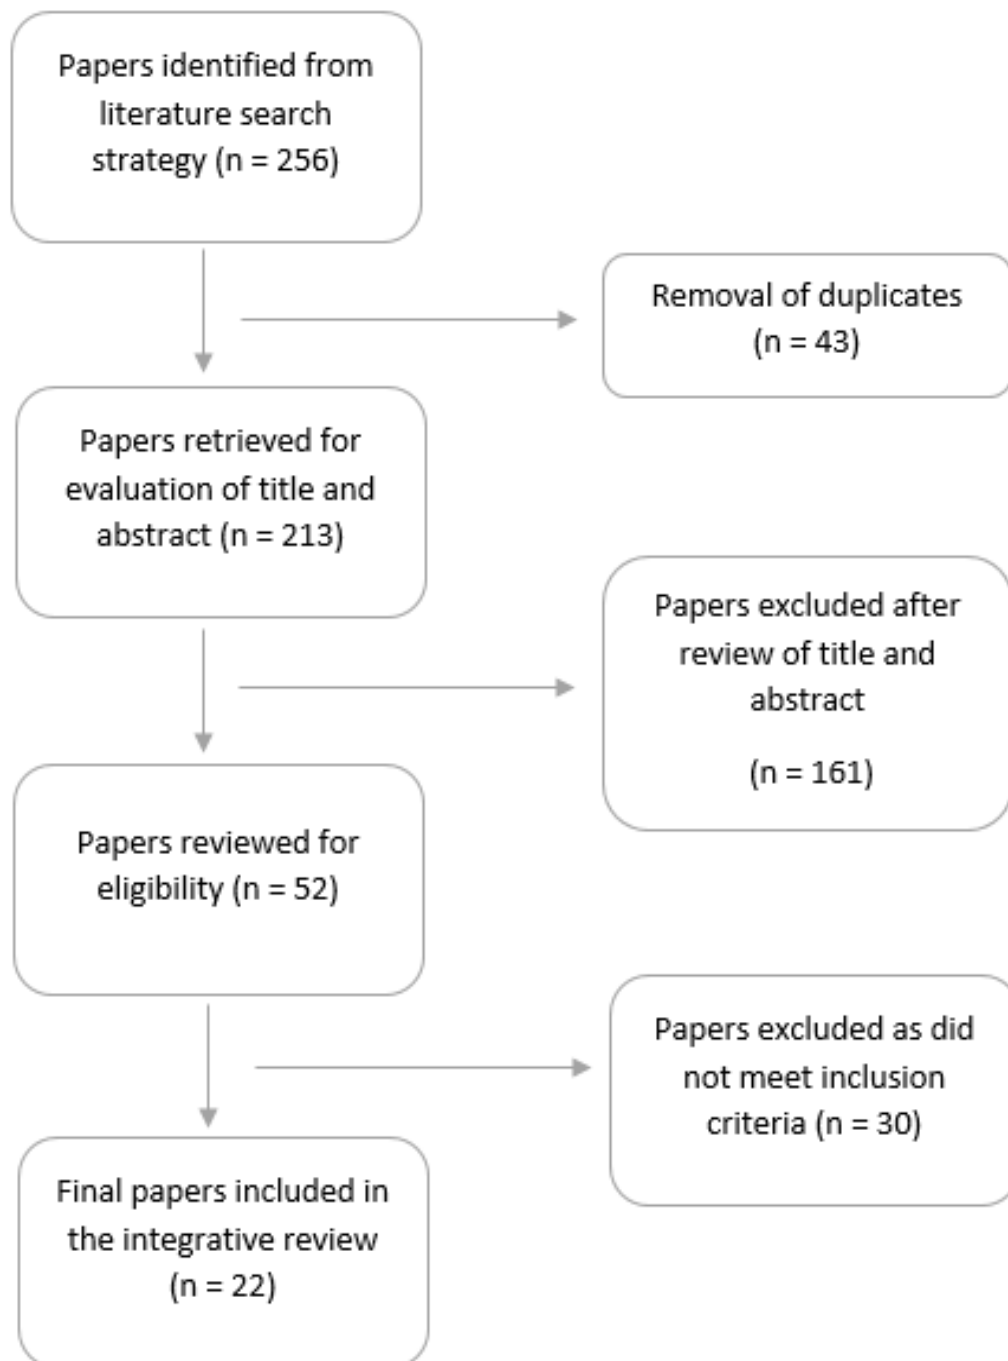 Papers identified from
literature search
strategy (n = 256)
Removal of duplicates
(n = 43)
Papers retrieved for
evaluation of title and
abstract (n = 213)
Papers excluded after
review of title and
abstract
(n = 161)
Papers reviewed for
eligibility (n = 52)
Papers excluded as did
not meet inclusion
criteria (n = 30)
Final papers included in
the integrative review
(n = 22)